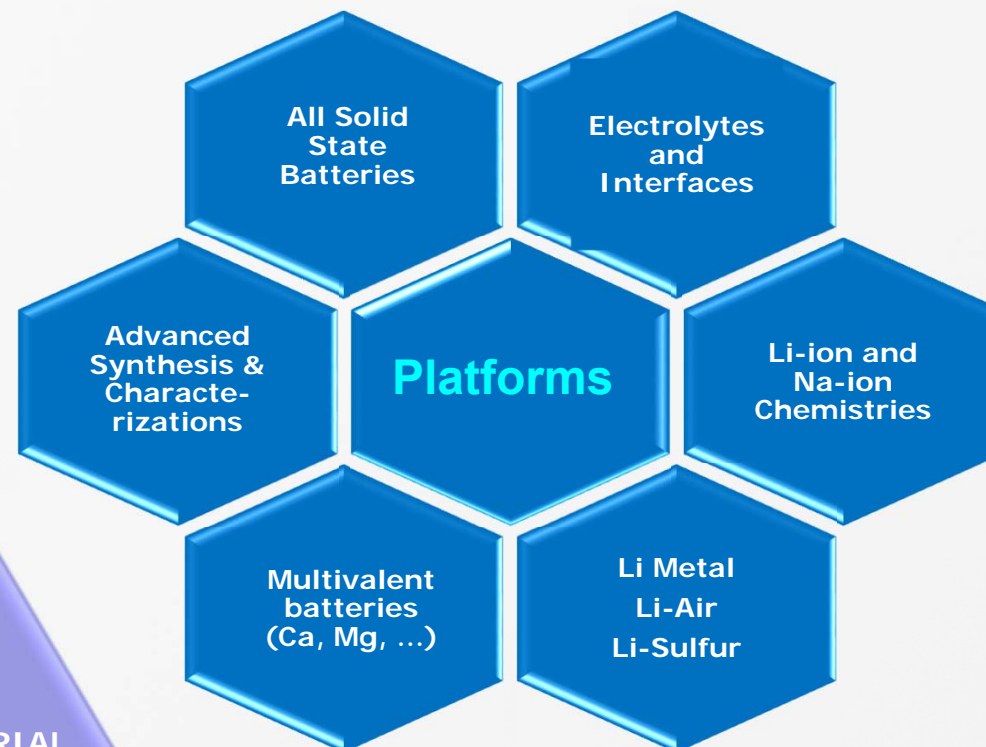 All Solid
State
Batteries
Electrolytes
and
Interfaces
Advanced
Synthesis &
Characte-
rizations
Platforms
Li-ion and
Na-ion
Chemistries
Multivalent
batteries
(Ca, Mg, ...)
Li Metal
Li-Air
Li-Sulfur